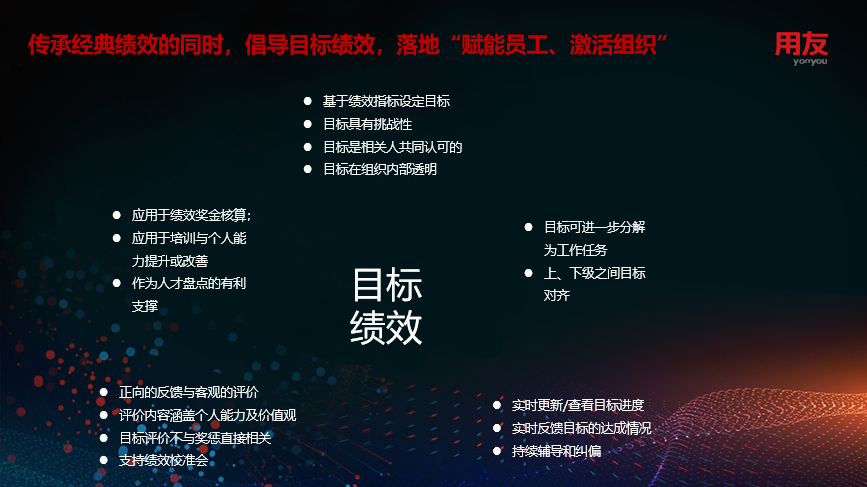 传承经典绩效的同时，倡导目标绩效，落地“赋能员工、激活组织”
用友
yonyou
● 基于绩效指标设定目标
● 目标具有挑战性
● 目标是相关人共同认可的
● 目标在组织内部透明
● 应用于绩效奖金核算；
● 应用于培训与个人能
力提升或改善
● 作为人才盘点的有利
支撑
● 目标可进一步分解
为工作任务
● 上、下级之间目标
对齐
目标
绩效
● 正向的反馈与客观的评价
● 评价内容涵盖个人能力及价值观
● 目标评价不与奖惩直接相关
● 支持绩效校准会
● 实时更新/查看目标进度
● 实时反馈目标的达成情况
● 持续辅导和纠偏